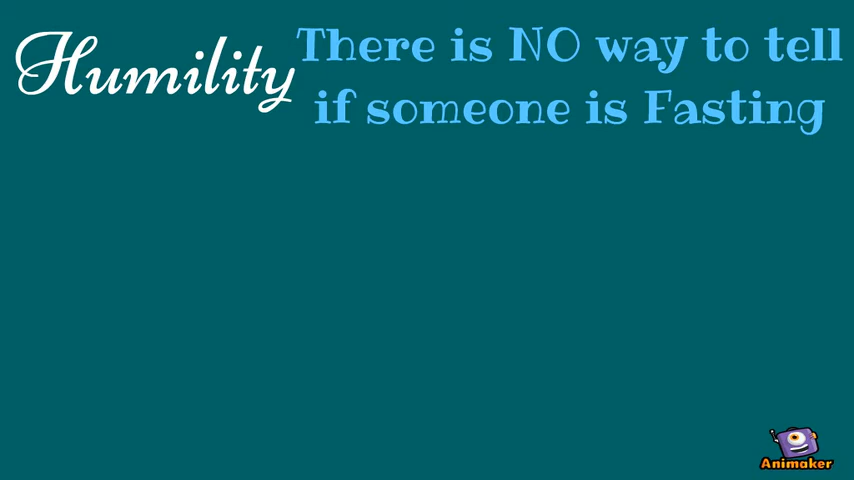 Humility
There is NO way to tell
if someone is Fasting
Animaker